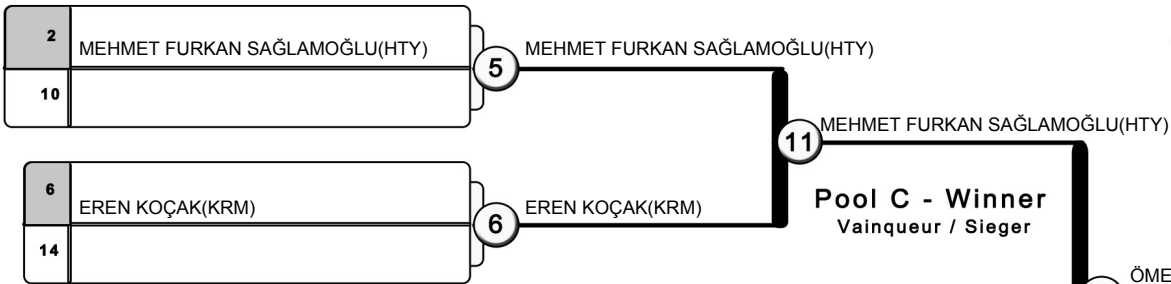 2
MEHMET FURKAN SAĞLAMOĞLU(HTY)
10
5
MEHMET FURKAN SAĞLAMOĞLU(HTY)
11
MEHMET FURKAN SAĞLAMOĞLU(HTY)
6
EREN KOÇAK(KRM)
14
6
EREN KOÇAK(KRM)
Pool C - Winner
Vainqueur / Sieger
ÖME